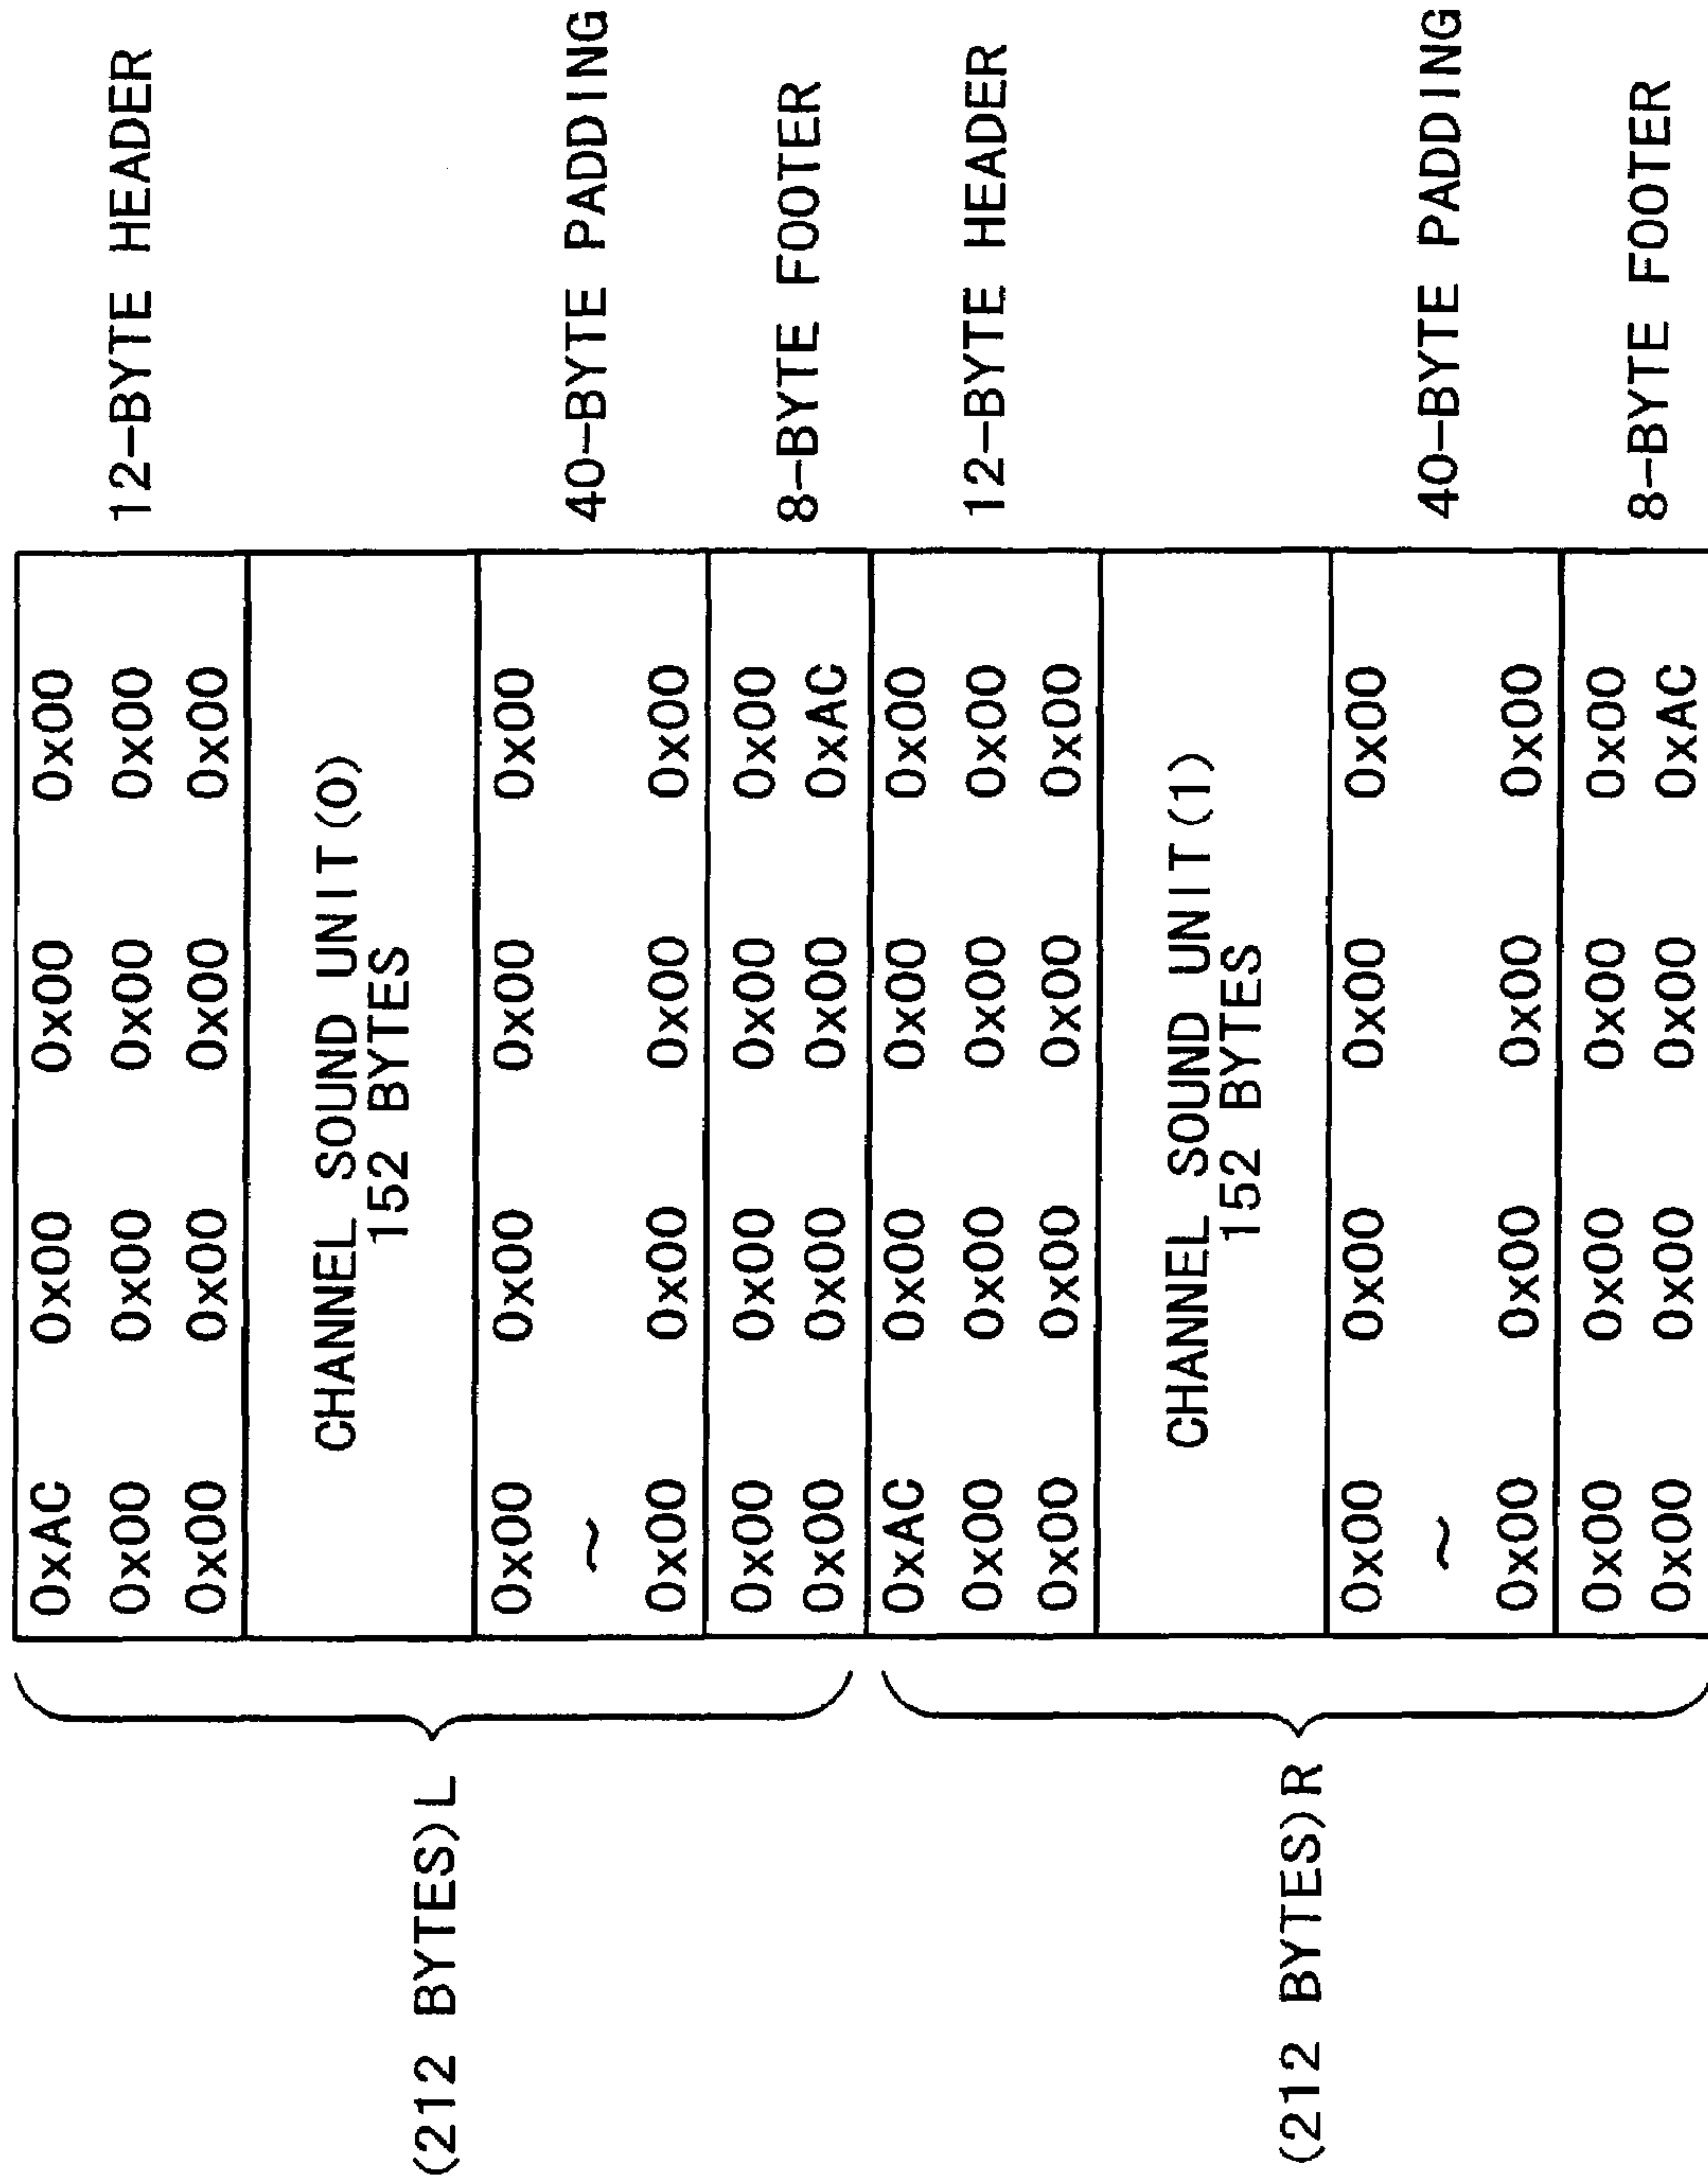 0xAC 0x00 0x00 0x00
0x00 0x00 0x00 0x00
0x00 0x00 0x00 0x00
12-BYTE HEADER
CHANNEL SOUND UNIT(0)
152 BYTES
(212 BYTES)L
0x00 0x00 0x00 0x00
~
0x00 0x00 0x00 0x00
40-BYTE PADDING
0x00 0x00 0x00 0x00
0x00 0x00 0x00 0xAC
8-BYTE FOOTER
0xAC 0x00 0x00 0x00
0x00 0x00 0x00 0x00
0x00 0x00 0x00 0x00
12-BYTE HEADER
CHANNEL SOUND UNIT(1)
152 BYTES
(212 BYTES)R
0x00 0x00 0x00 0x00
~
0x00 0x00 0x00 0x00
40-BYTE PADDING
0x00 0x00 0x00 0x00
0x00 0x00 0x00 0xAC
8-BYTE FOOTER